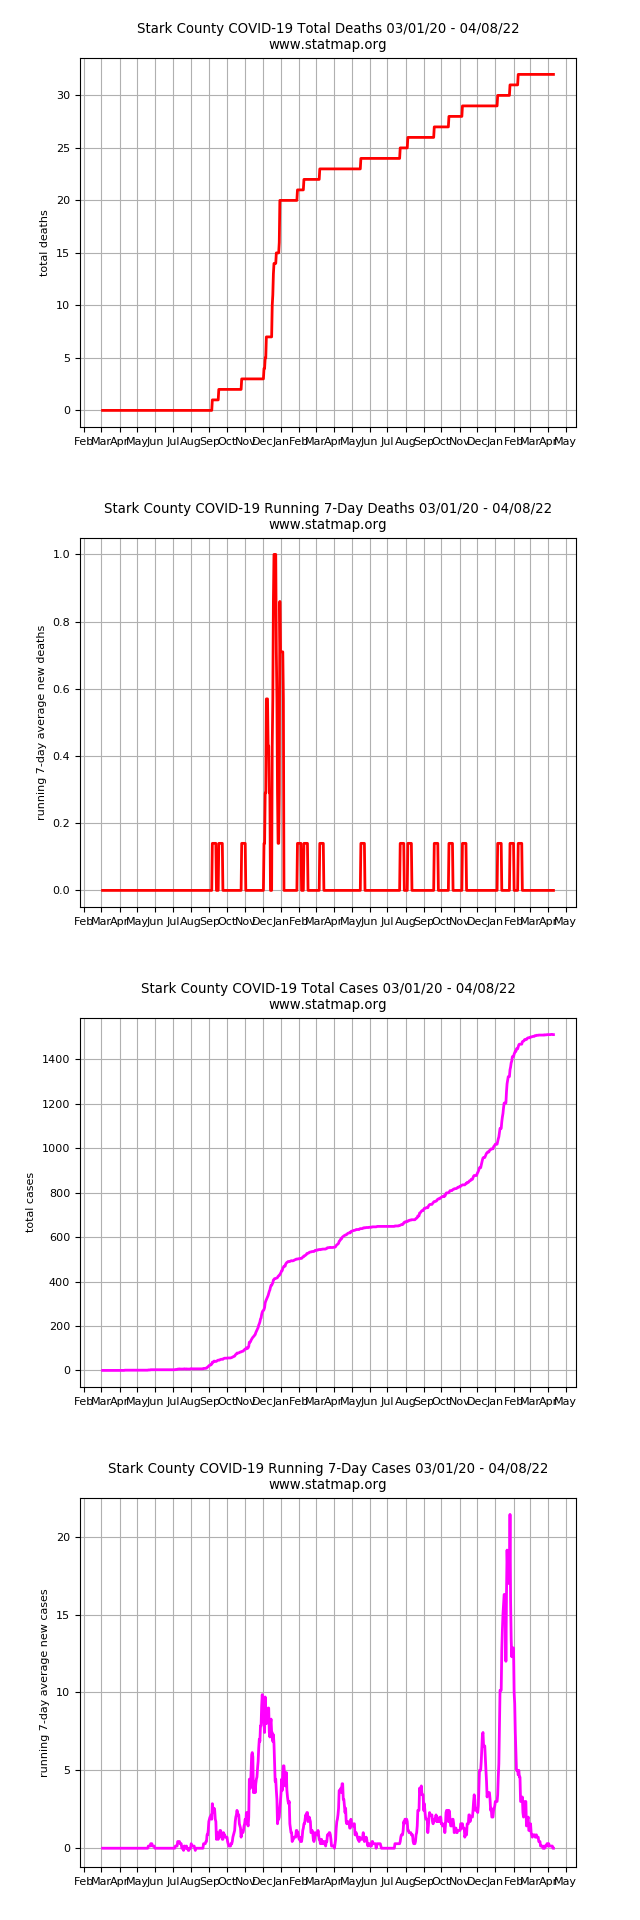 Stark County COVID-19 Total Deaths 03/01/20 - 04/08/22
www.statmap.org
30
25
20
15
10
5
0
total deaths
Feb Mar Apr May Jun Jul Aug Sep Oct Nov Dec Jan Feb Mar Apr May Jun Jul Aug Sep Oct Nov Dec Jan Feb Mar Apr May
Stark County COVID-19 Running 7-Day Deaths 03/01/20 - 04/08/22
www.statmap.org
1.0
0.8
0.6
0.4
0.2
0.0
running 7-day average new deaths
Feb Mar Apr May Jun Jul Aug Sep Oct Nov Dec Jan Feb Mar Apr May Jun Jul Aug Sep Oct Nov Dec Jan Feb Mar Apr May
Stark County COVID-19 Total Cases 03/01/20 - 04/08/22
www.statmap.org
1400
1200
1000
800
600
400
200
0
total cases
Feb Mar Apr May Jun Jul Aug Sep Oct Nov Dec Jan Feb Mar Apr May Jun Jul Aug Sep Oct Nov Dec Jan Feb Mar Apr May
Stark County COVID-19 Running 7-Day Cases 03/01/20 - 04/08/22
www.statmap.org
20
15
10
5
0
running 7-day average new cases
Feb Mar Apr May Jun Jul Aug Sep Oct Nov Dec Jan Feb Mar Apr May Jun Jul Aug Sep Oct Nov Dec Jan Feb Mar Apr May